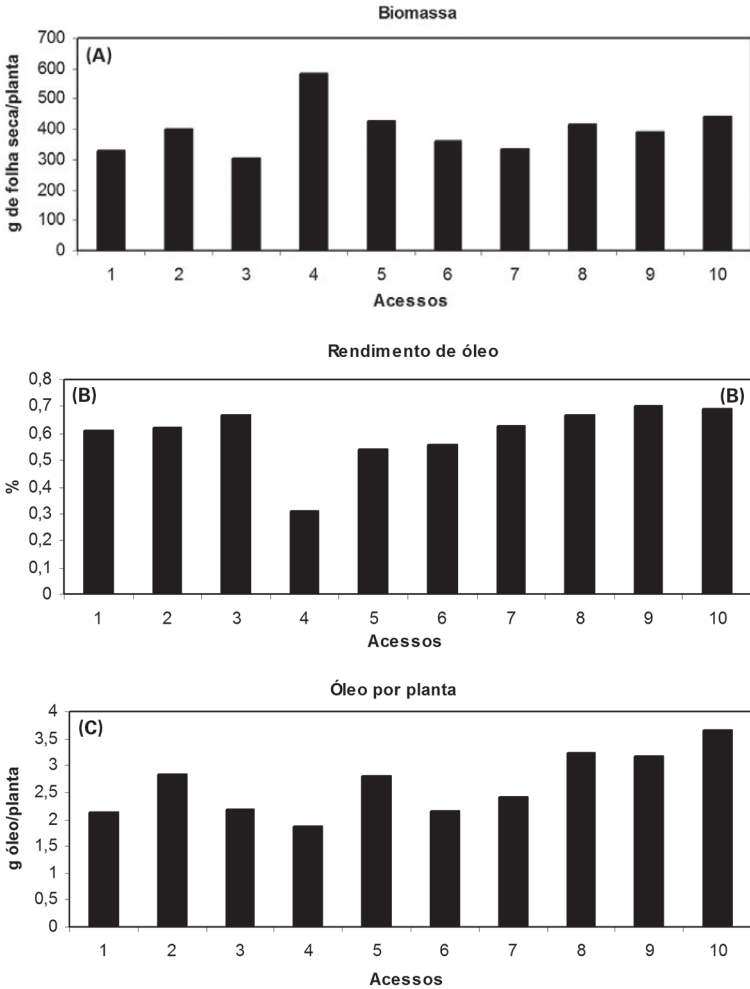 Biomassa
(A)
g de folha seca/planta
700
600
500
400
300
200
100
0
1 2 3 4 5 6 7 8 9 10
Acessos
Rendimento de óleo
(B) (B)
%
0,8
0,7
0,6
0,5
0,4
0,3
0,2
0,1
0
1 2 3 4 5 6 7 8 9 10
Acessos
Óleo por planta
(C)
g óleo/planta
4
3,5
3
2,5
2
1,5
1
0,5
0
1 2 3 4 5 6 7 8 9 10
Acessos